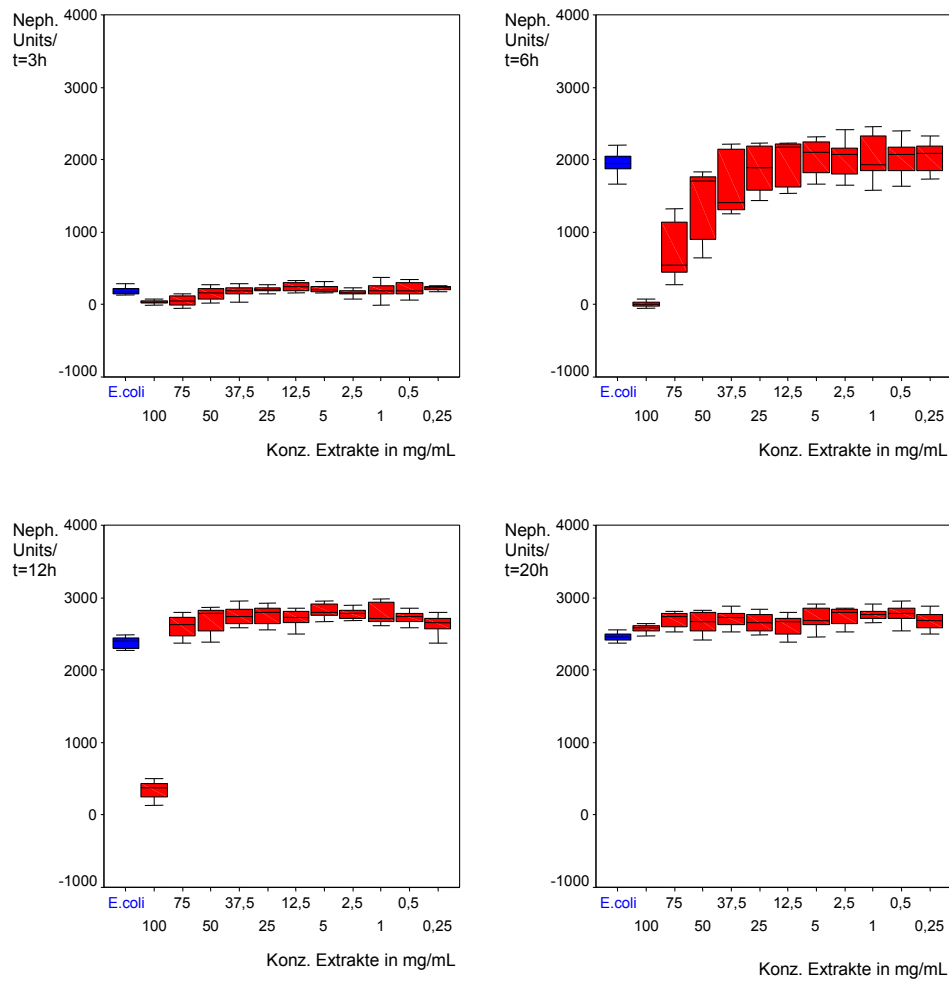 Neph.
Units/
t=3h
4000
3000
2000
1000
0
-1000
E.coli 75 37,5 12,5 2,5 0,5
100 50 25 5 1 0,25
Konz. Extrakte in mg/mL
Neph.
Units/
t=6h
4000
3000
2000
1000
0
-1000
E.coli 75 37,5 12,5 2,5 0,5
100 50 25 5 1 0,25
Konz. Extrakte in mg/mL
Neph.
Units/
t=12h
4000
3000
2000
1000
0
-1000
E.coli 75 37,5 12,5 2,5 0,5
100 50 25 5 1 0,25
Konz. Extrakte in mg/mL
Neph.
Units/
t=20h
4000
3000
2000
1000
0
-1000
E.coli 75 37,5 12,5 2,5 0,5
100 50 25 5 1 0,25
Konz. Extrakte in mg/mL